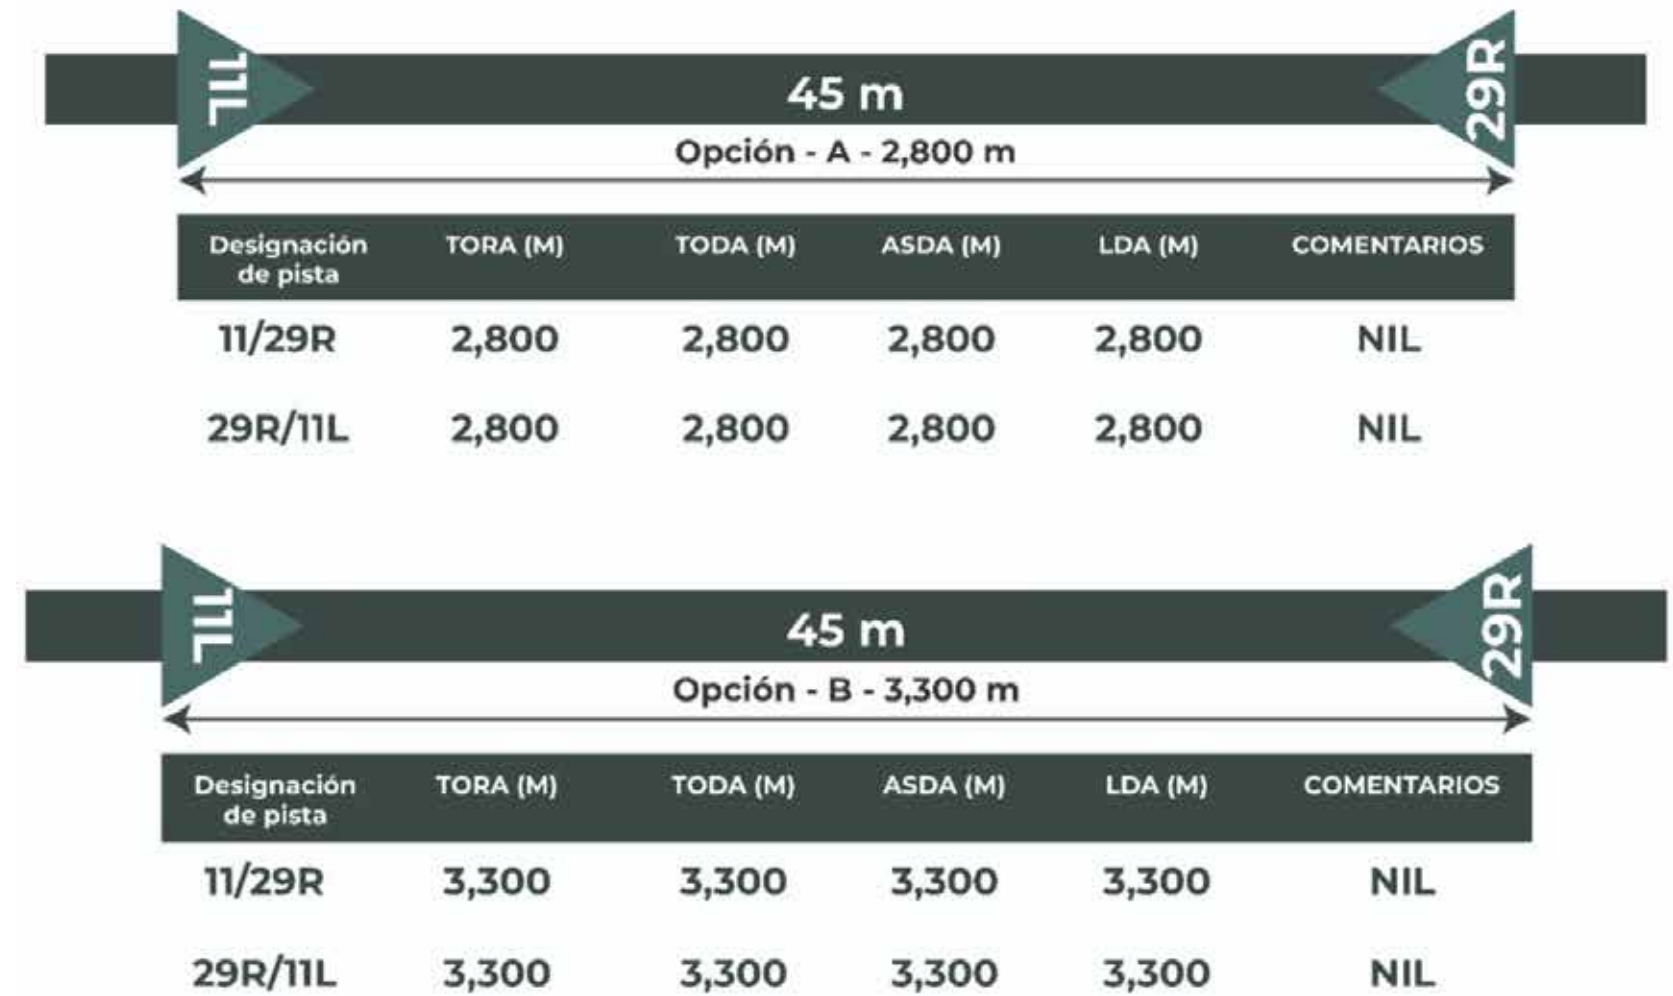 11L
45 m
29R
Opción - A - 2,800 m
Designación de pista TORA (M) TODA (M) ASDA (M) LDA (M) COMENTARIOS
11/29R 2,800 2,800 2,800 2,800 NIL
29R/11L 2,800 2,800 2,800 2,800 NIL
11L
45 m
29R
Opción - B - 3,300 m
Designación de pista TORA (M) TODA (M) ASDA (M) LDA (M) COMENTARIOS
11/29R 3,300 3,300 3,300 3,300 NIL
29R/11L 3,300 3,300 3,300 3,300 NIL